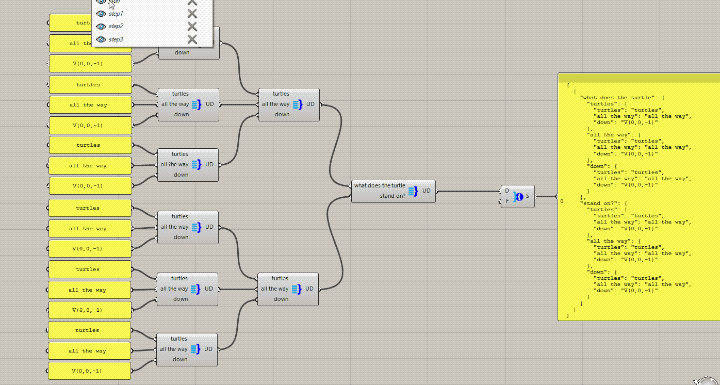 step1
step2
step3
down
V(0,0,-1)
turtles
all the way
V(0,0,-1)
turtles
all the way
down
UD
turtles
all the way
down
UD
turtles
all the way
V(0,0,-1)
turtles
all the way
down
UD
what does the turtle
stand on?
UD
D
F
S
turtles
all the way
V(0,0,-1)
turtles
all the way
down
UD
turtles
all the way
V(0,0,-1)
turtles
all the way
down
UD
turtles
all the way
down
UD
turtles
all the way
V(0,0,-1)
turtles
all the way
down
UD
0
{
"what does the turtle": {
"turtles": {
"turtles": "turtles",
"all the way": "all the way",
"down": "V(0,0,-1)"
},
"all the way": {
"turtles": "turtles",
"all the way": "all the way",
"down": "V(0,0,-1)"
},
"down": {
"turtles": "turtles",
"all the way": "all the way",
"down": "V(0,0,-1)"
}
},
"stand on?": {
"turtles": {
"turtles": "turtles",
"all the way": "all the way",
"down": "V(0,0,-1)"
},
"all the way": {
"turtles": "turtles",
"all the way": "all the way",
"down": "V(0,0,-1)"
},
"down": {
"turtles": "turtles",
"all the way": "all the way",
"down": "V(0,0,-1)"
}
}
}